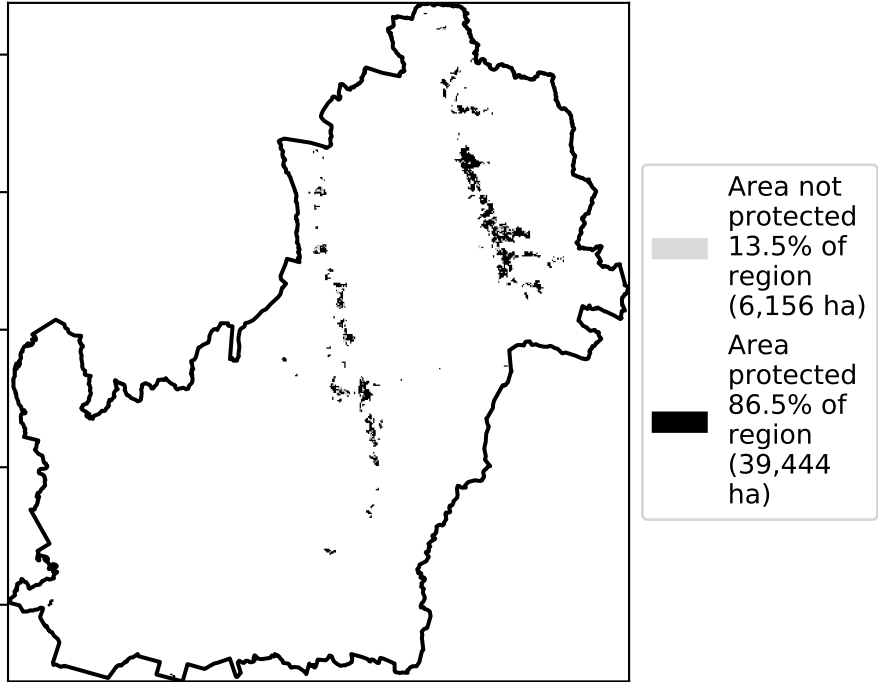 Area not
protected
13.5% of
region
(6,156 ha)
Area
protected
86.5% of
region
(39,444
ha)